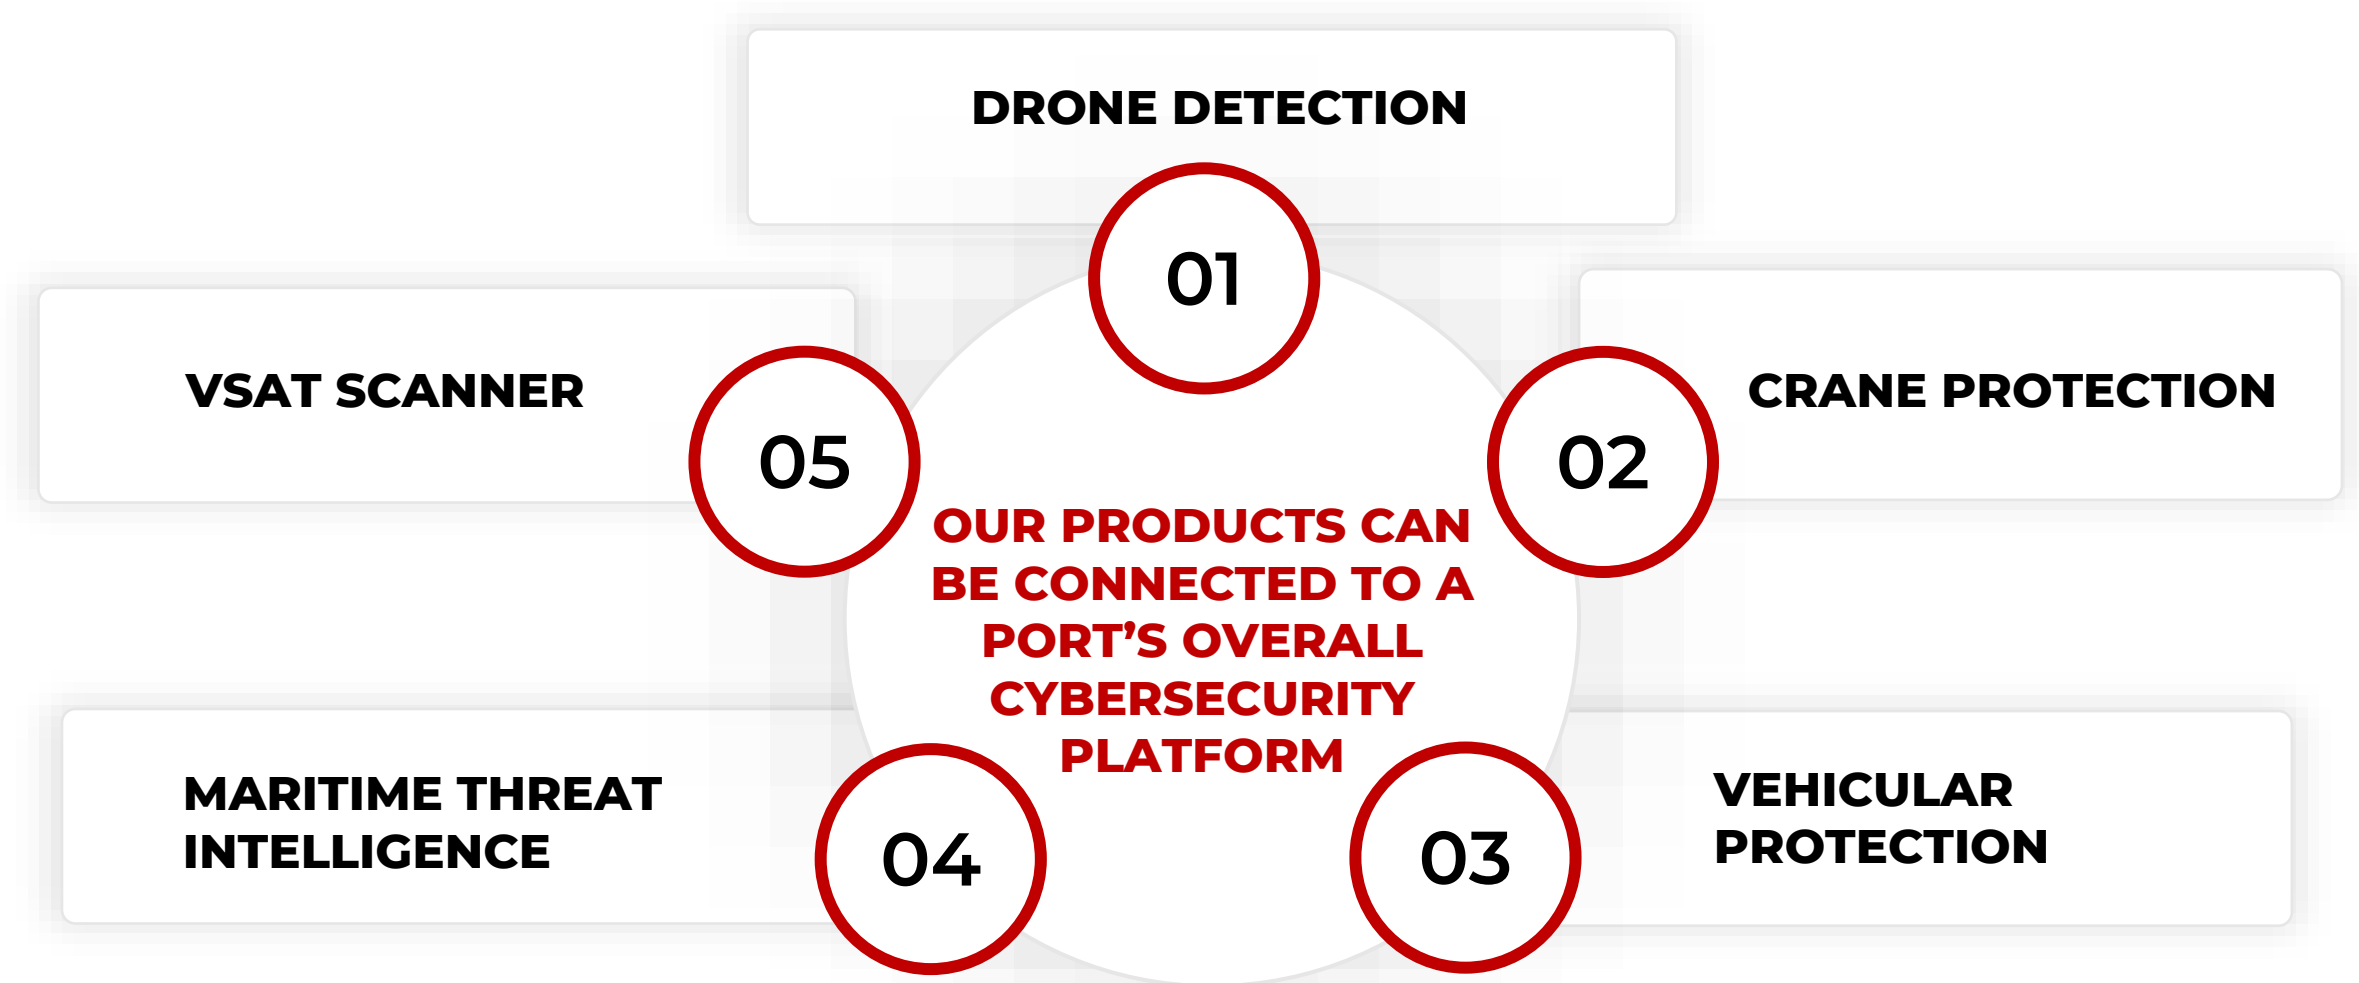 DRONE DETECTION
01
VSAT SCANNER
05
02
CRANE PROTECTION
OUR PRODUCTS CAN
BE CONNECTED TO A
PORT’S OVERALL
CYBERSECURITY
PLATFORM
MARITIME THREAT
INTELLIGENCE
04
03
VEHICULAR
PROTECTION